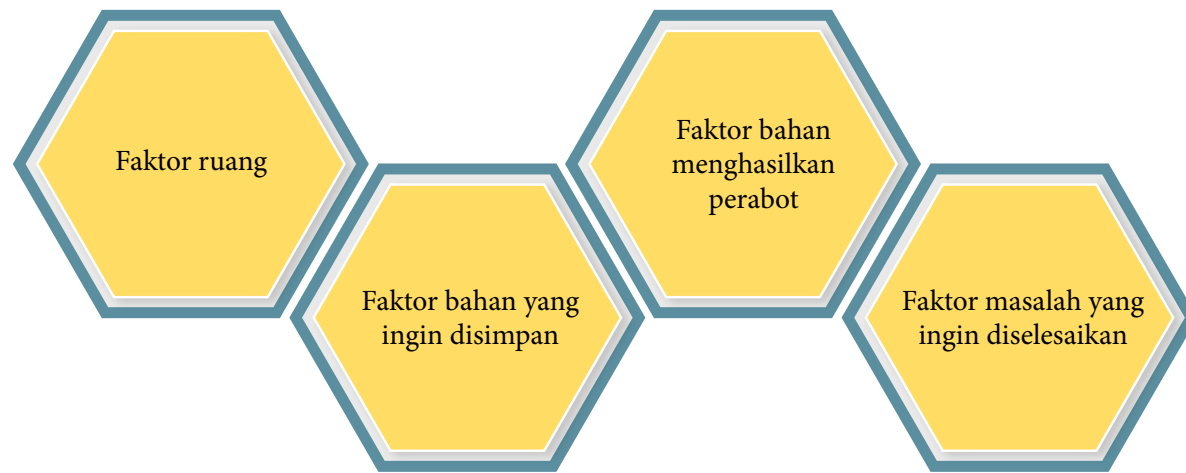 Faktor ruang
Faktor bahan yang
ingin disimpan
Faktor bahan
menghasilkan
perabot
Faktor masalah yang
ingin diselesaikan